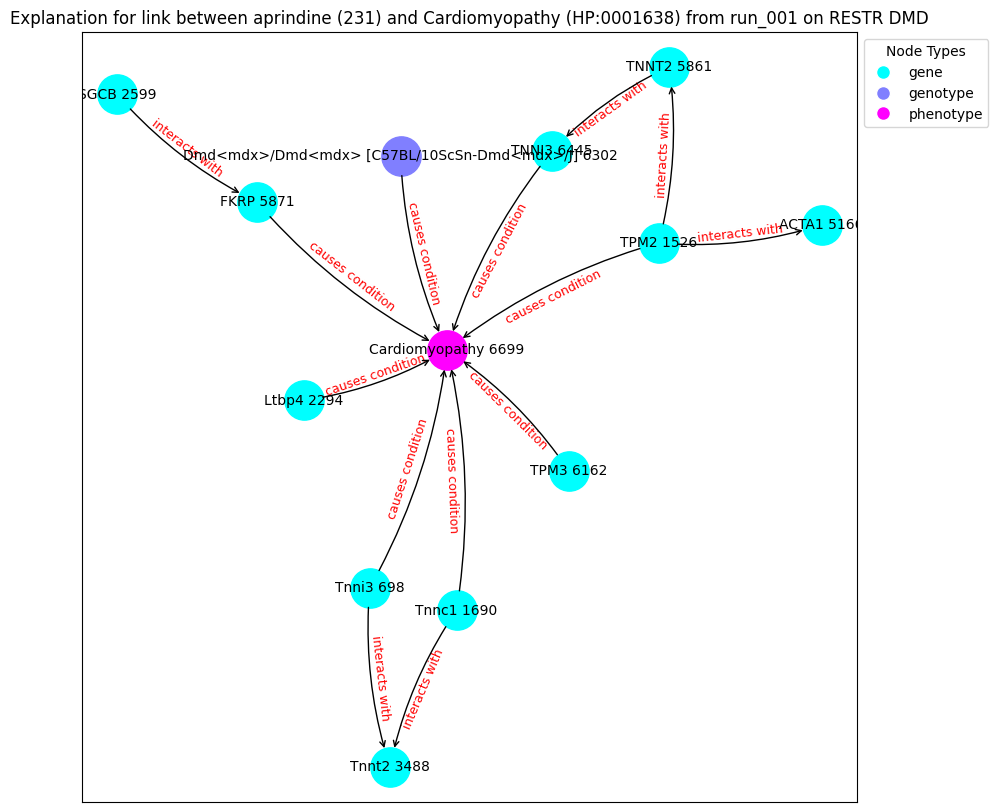 Explanation for link between aprindine (231) and Cardiomyopathy (HP:0001638) from run_001 on RESTR DMD
Node Types
gene
genotype
phenotype
TNNT2 5861
SGCB 2599
interacts with
interacts with
TNNI3 6445
Dmd<mdx>/Dmd<mdx> [C57BL/10ScSn-Dmd<mdx>/J] 6302
interacts with
FKRP 5871
ACTA1 5166
interacts with
TPM2 1526
causes condition
causes condition
causes condition
causes condition
Cardiomyopathy 6699
causes condition
Ltbp4 2294
causes condition
causes condition
causes condition
TPM3 6162
Tnni3 698
Tnnc1 1690
interacts with
interacts with
Tnnt2 3488